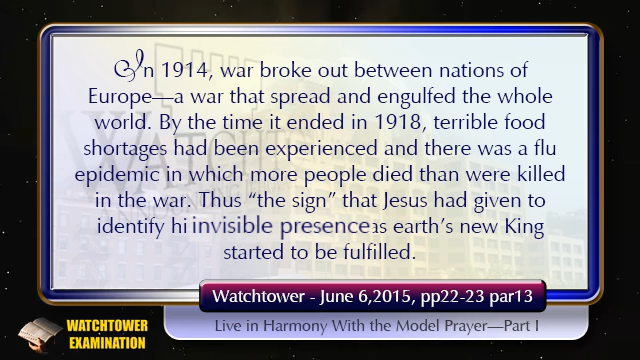 In 1914, war broke out between nations of
Europe—a war that spread and engulfed the whole
world. By the time it ended in 1918, terrible food
shortages had been experienced and there was a flu
epidemic in which more people died than were killed
in the war. Thus “the sign” that Jesus had given to
identify hi invisible presence as earth’s new King
started to be fulfilled.
Watchtower - June 6,2015, pp22-23 par13
Live in Harmony With the Model Prayer—Part I
WATCHTOWER
EXAMINATION